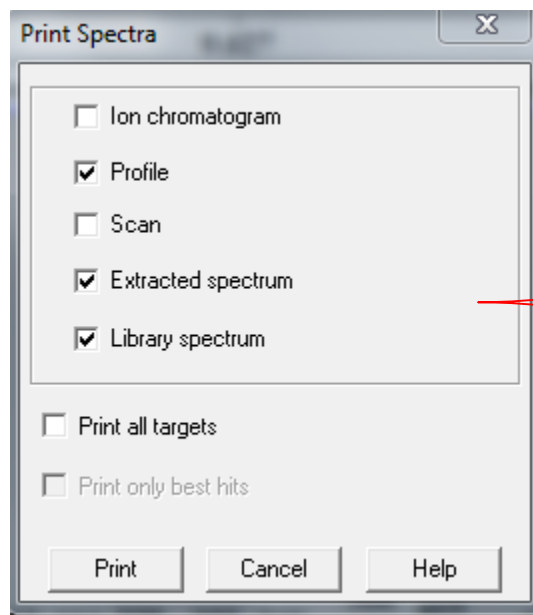 Print Spectra
Ion chromatogram
Profile
Scan
Extracted spectrum
Library spectrum
Print all targets
Print only best hits
Print Cancel Help